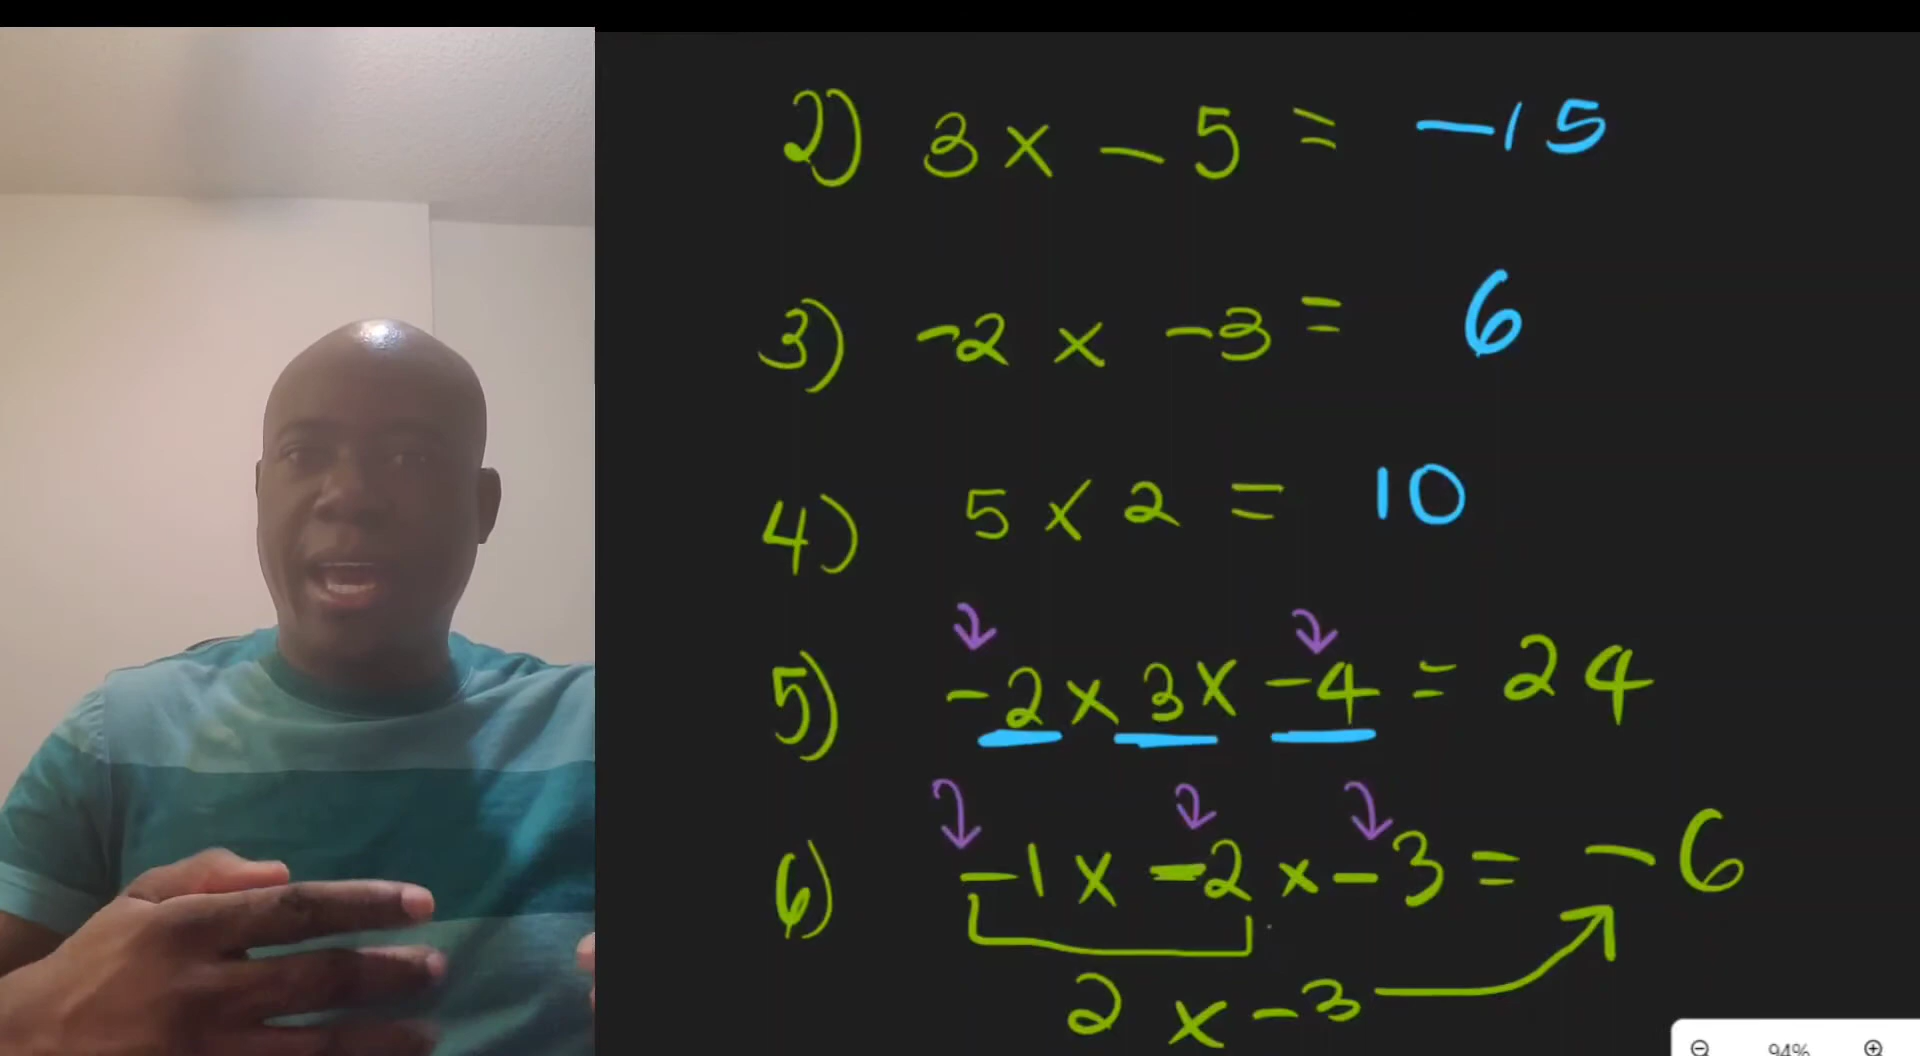 2) 3 x - 5 = -15
3) -2 x -3 = 6
4) 5 x 2 = 10
5) -2 x 3 x -4 = 24
6) -1 x -2 x -3 = -6
2 x -3
94%